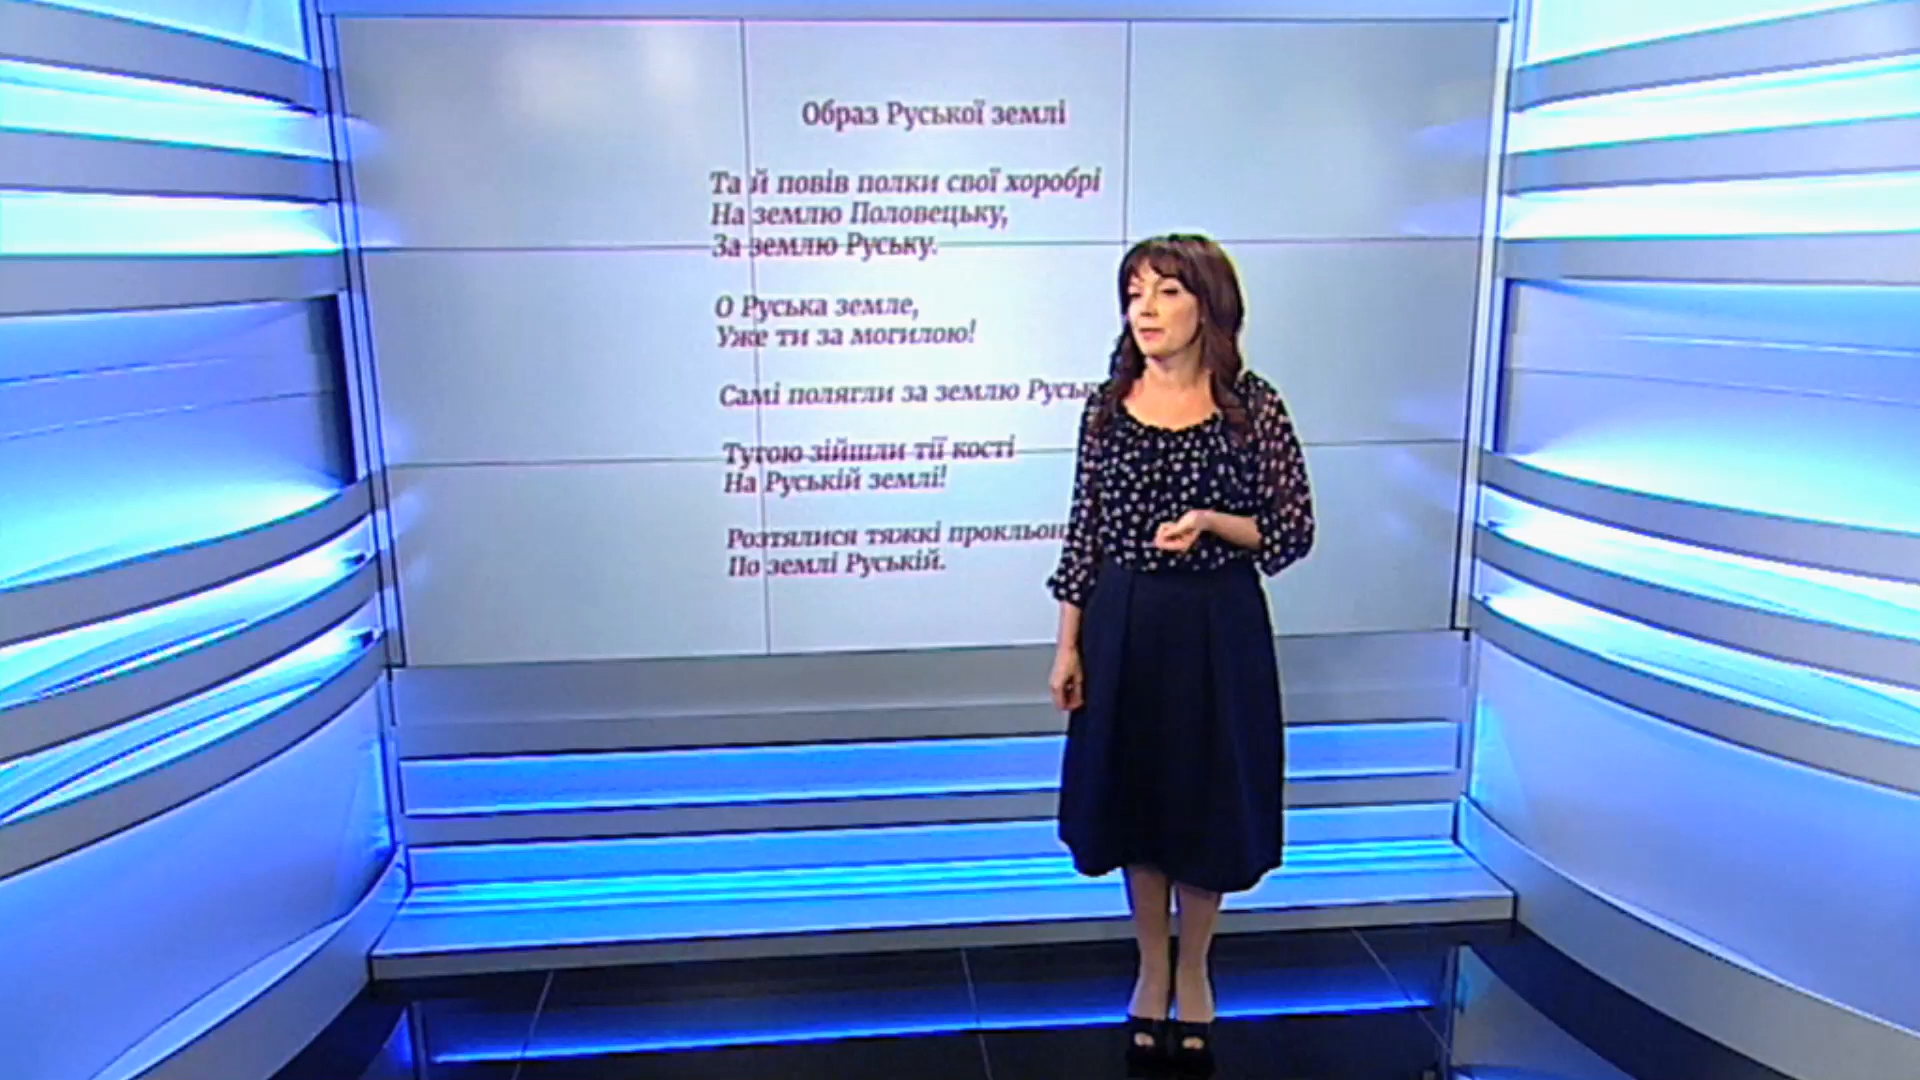 Образ Руської землі
Та й повів полки свої хоробрі
На землю Половецьку,
За землю Руську.
О Руська земле,
Уже ти за могилою!
Самі полягли за землю
Тугою зійшли тії кості
На Руській землі!
Розтялися тяжкі
По землі Руській.